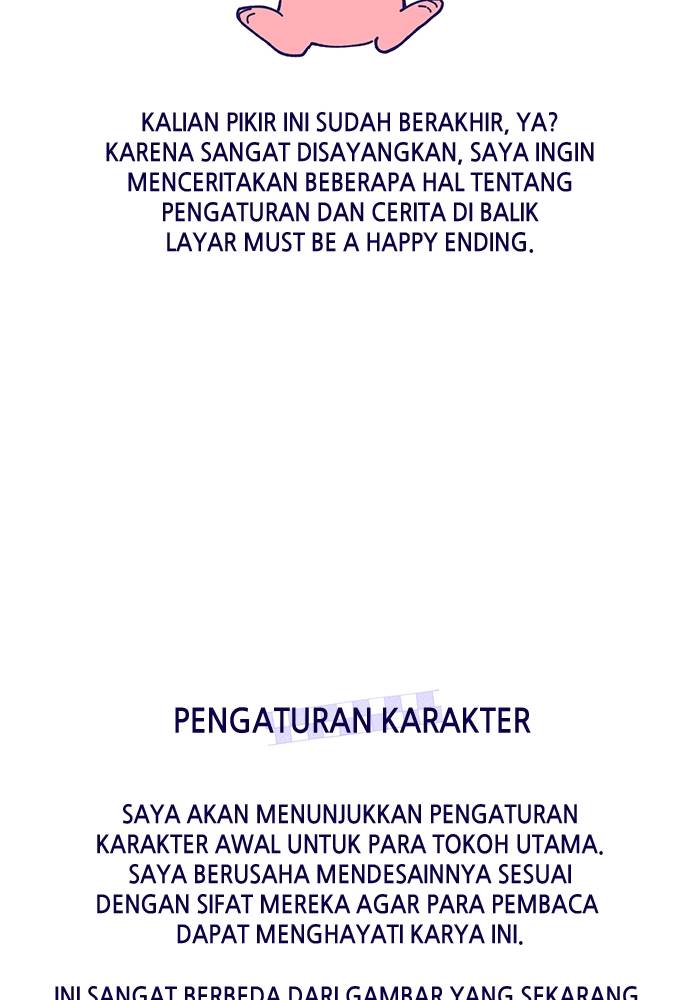 KALIAN PIKIR INI SUDAH BERAKHIR, YA?
KARENA SANGAT DISAYANGKAN, SAYA INGIN
MENCERITAKAN BEBERAPA HAL TENTANG
PENGATURAN DAN CERITA DI BALIK
LAYAR MUST BE A HAPPY ENDING.
PENGATURAN KARAKTER
SAYA AKAN MENUNJUKKAN PENGATURAN
KARAKTER AWAL UNTUK PARA TOKOH UTAMA.
SAYA BERUSAHA MENDESAINNYA SESUAI
DENGAN SIFAT MEREKA AGAR PARA PEMBACA
DAPAT MENGHAYATI KARYA INI.
INI SANGAT BERBEDA DARI GAMBAR YANG SEKARANG